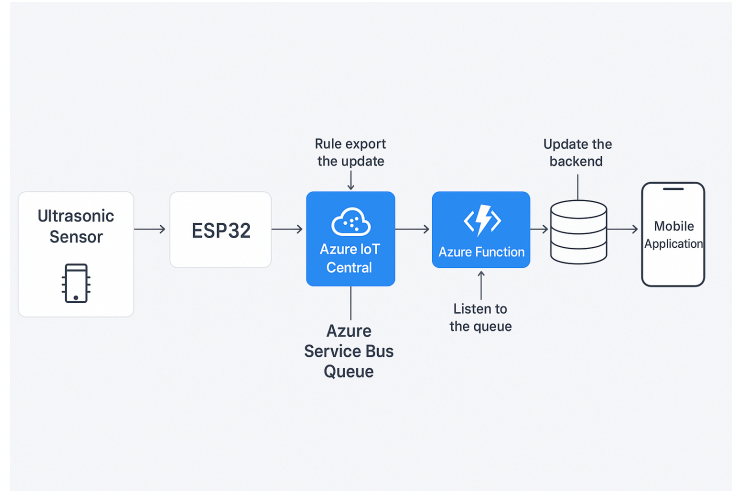 Rule export
the update
Update the
backend
Ultrasonic
Sensor
ESP32
Azure IoT
Central
Azure Function
Mobile
Application
Listen to
the queue
Azure
Service Bus
Queue